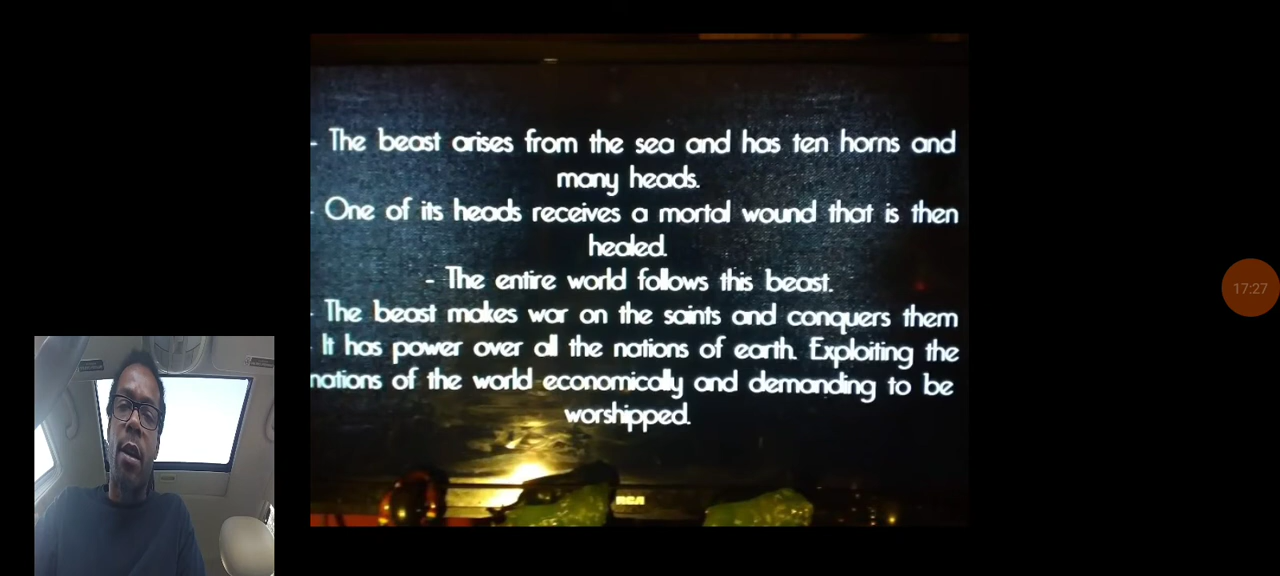 - The beast arises from the sea and has ten horns and
many heads.
- One of its heads receives a mortal wound that is then
healed.
- The entire world follows this beast.
- The beast makes war on the saints and conquers them
- It has power over all the nations of earth. Exploiting the
nations of the world economically and demanding to be
worshipped.
RCA
17:27